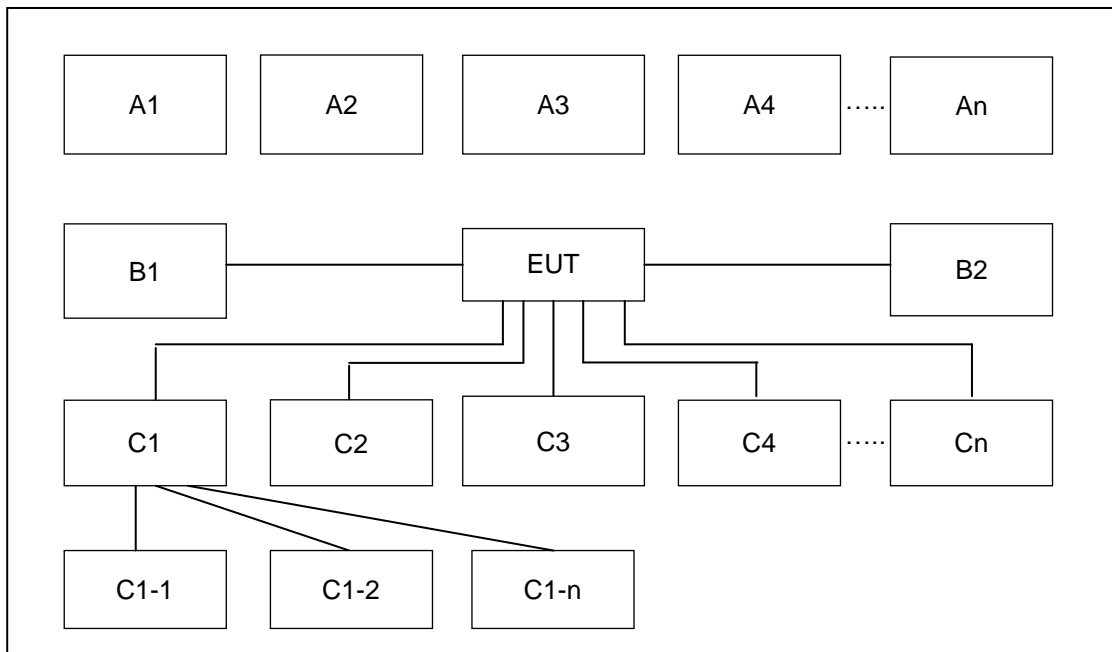 A1 A2 A3 A4 ..... An
B1 EUT B2
C1 C2 C3 C4 ..... Cn
C1-1 C1-2 C1-n